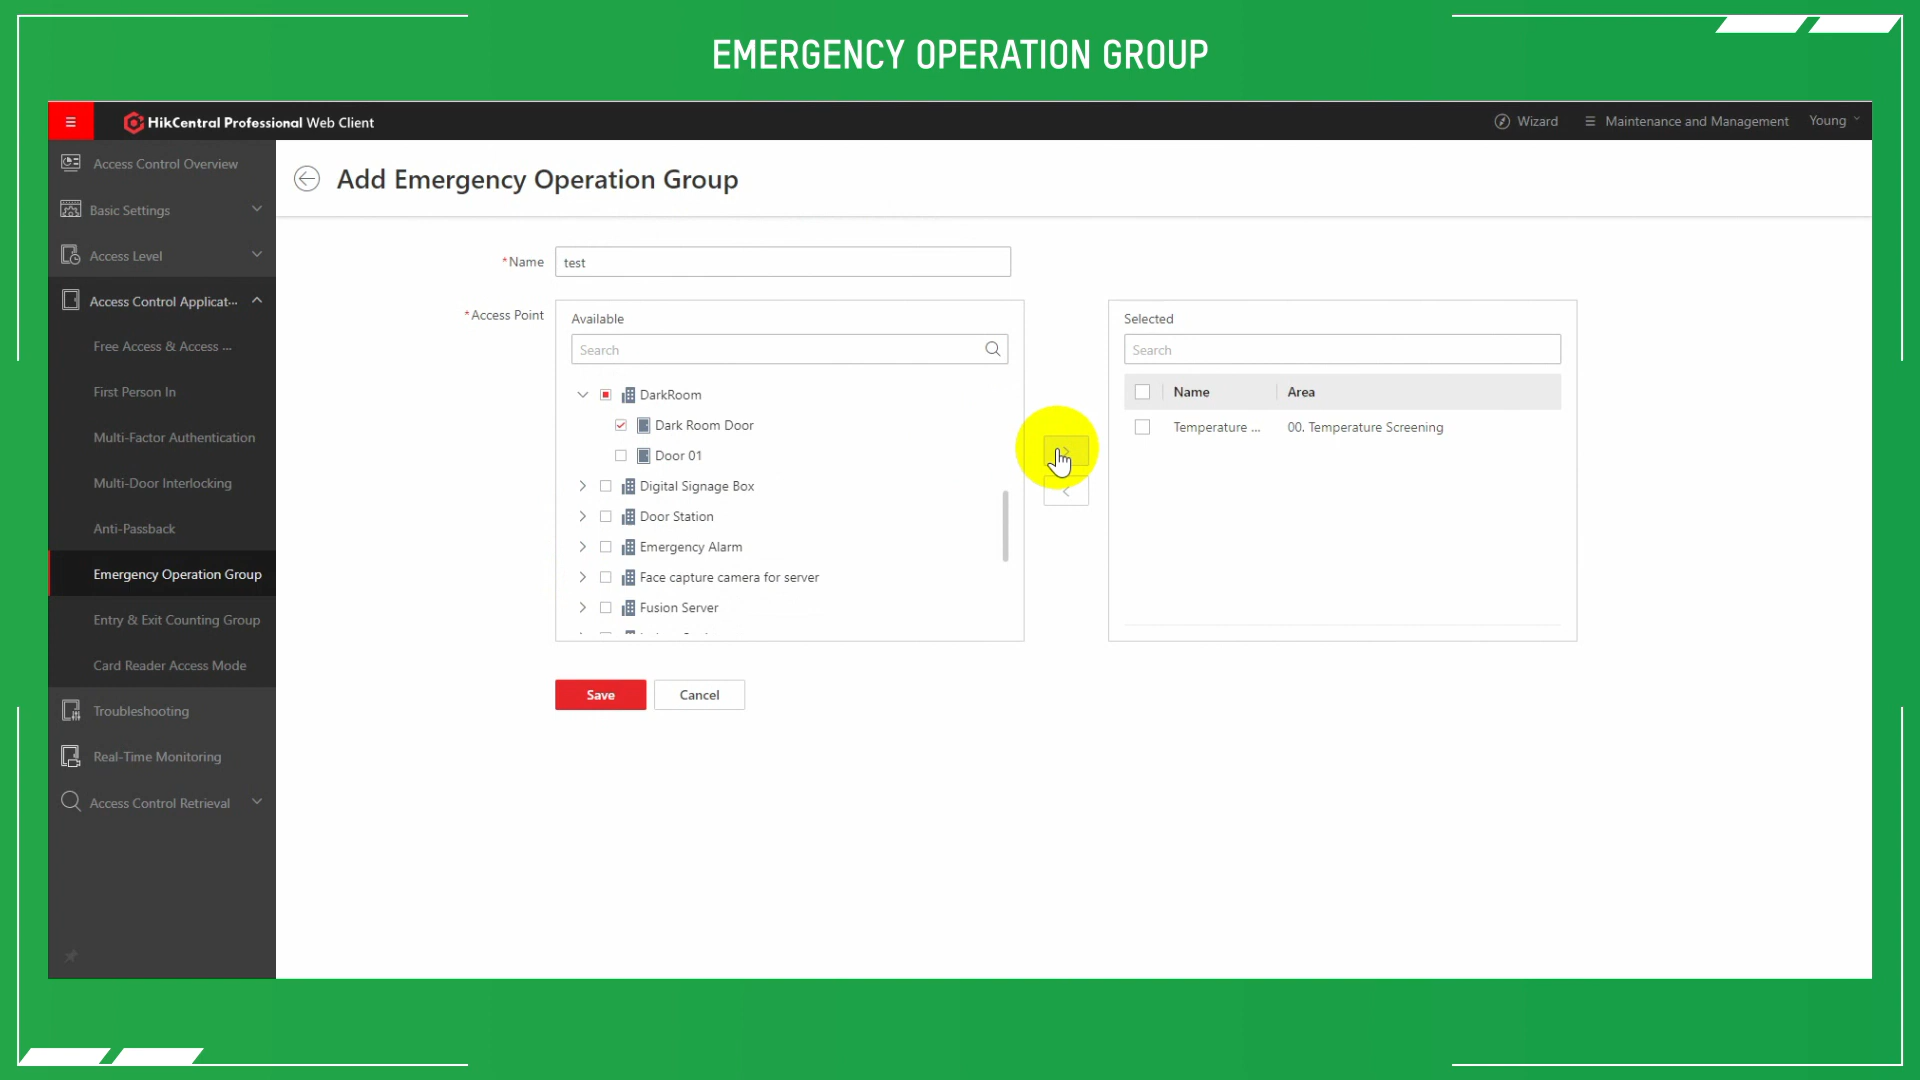 EMERGENCY OPERATION GROUP
HikCentral Professional Web Client
Wizard
Maintenance and Management
Young
Access Control Overview
Basic Settings
Access Level
Access Control Applicat...
Free Access & Access ...
First Person In
Multi-Factor Authentication
Multi-Door Interlocking
Anti-Passback
Emergency Operation Group
Entry & Exit Counting Group
Card Reader Access Mode
Troubleshooting
Real-Time Monitoring
Access Control Retrieval
Add Emergency Operation Group
*Name
test
*Access Point
Available
Search
DarkRoom
Dark Room Door
Door 01
Digital Signage Box
Door Station
Emergency Alarm
Face capture camera for server
Fusion Server
Selected
Search
Name Area
Temperature ... 00. Temperature Screening
Save
Cancel